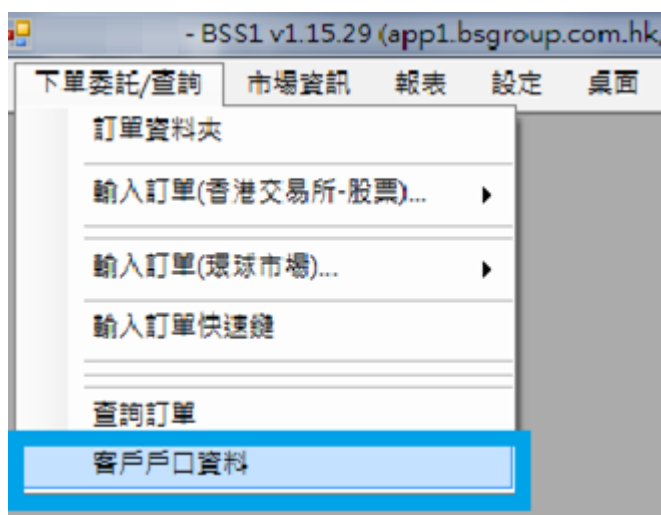 - BSS1 v1.15.29 (app1.bsgroup.com.hk,
下單委託/查詢 市場資訊 報表 設定 桌面
訂單資料夾
輸入訂單(香港交易所-股票)...
輸入訂單(環球市場)...
輸入訂單快速鍵
查詢訂單
客戶戶口資料